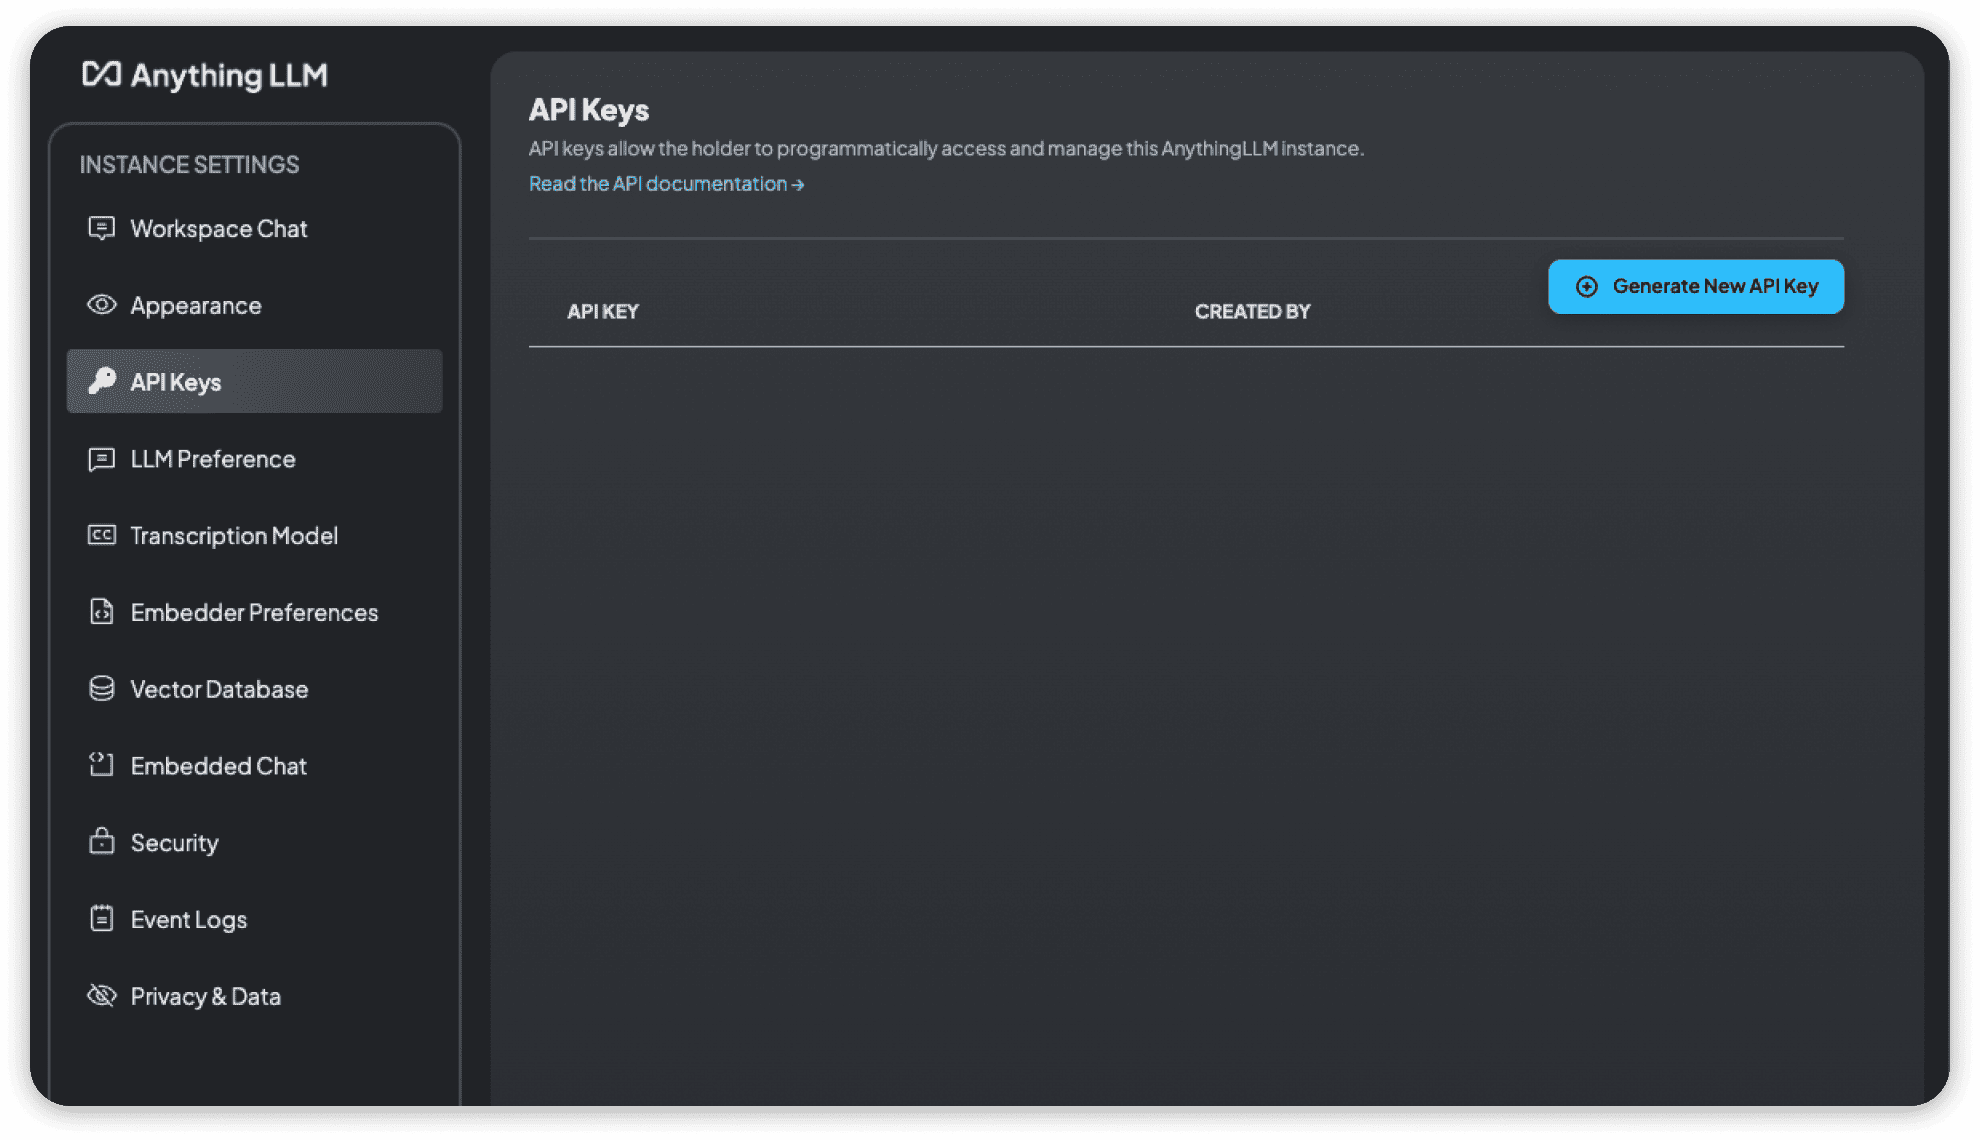 Anything LLM
INSTANCE SETTINGS
Workspace Chat
Appearance
API Keys
LLM Preference
CC Transcription Model
Embedder Preferences
Vector Database
Embedded Chat
Security
Event Logs
Privacy & Data
API Keys
API keys allow the holder to programmatically access and manage this AnythingLLM instance.
Read the API documentation →
Generate New API Key
API KEY CREATED BY